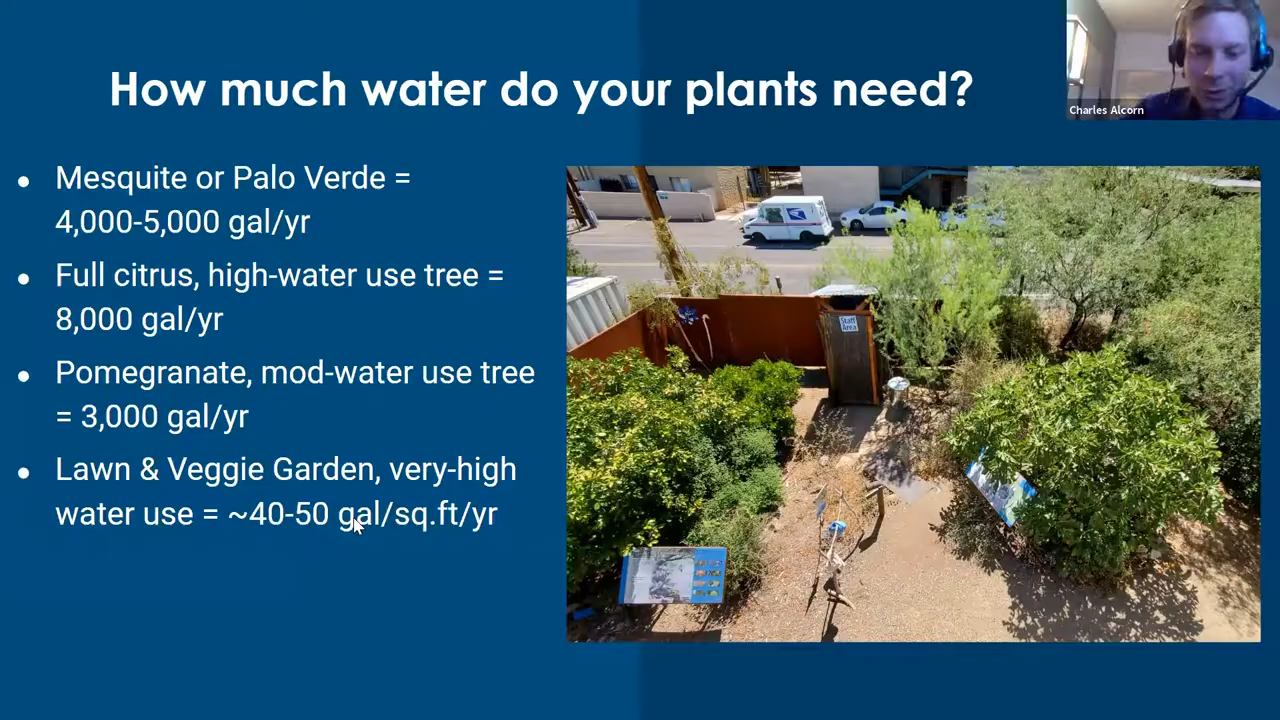 How much water do your plants need?
Charles Alcorn
● Mesquite or Palo Verde =
4,000-5,000 gal/yr
● Full citrus, high-water use tree =
8,000 gal/yr
● Pomegranate, mod-water use tree
= 3,000 gal/yr
● Lawn & Veggie Garden, very-high
water use = ~40-50 gal/sq.ft/yr
Staff
Area